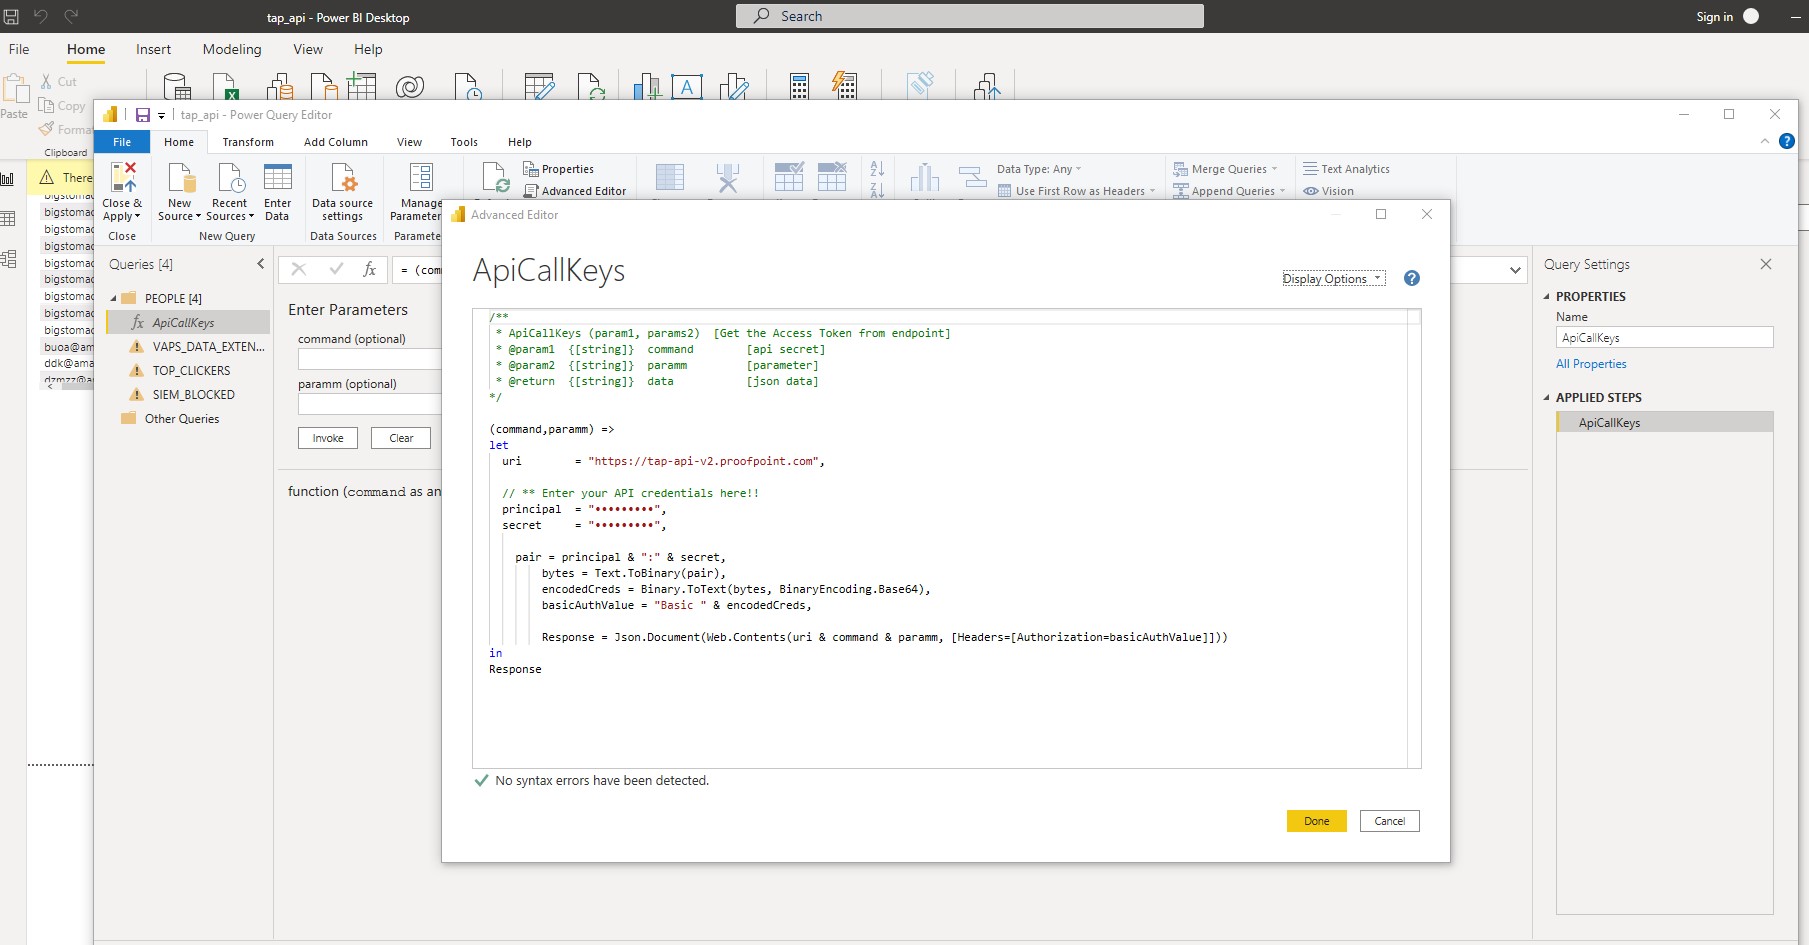 tap_api - Power BI Desktop
Search
Sign in
File
Home
Insert
Modeling
View
Help
Cut
Copy
Paste
Clipboard
There
bigstomac
bigstomac
bigstomac
bigstomac
bigstomac
bigstomac
bigstomac
bigstomac
buoa@am
ddk@ama
tap_api - Power Query Editor
File
Home
Transform
Add Column
View
Tools
Help
Close & Apply
New Source
Recent Sources
Enter Data
Data source settings
Manage
Properties
Advanced Editor
Data Type: Any
Use First Row as Headers
Merge Queries
Append Queries
Text Analytics
Vision
Close
New Query
Data Sources
Queries [4]
PEOPLE [4]
fx ApiCallKeys
VAPS_DATA_EXTEN...
TOP_CLICKERS
SIEM_BLOCKED
Other Queries
fx
= (com
Enter Parameters
command (optional)
paramm (optional)
Invoke
Clear
function (command as an
Advanced Editor
ApiCallKeys
Display Options
/**
* ApiCallKeys (param1, params2) [Get the Access Token from endpoint]
* @param1 {[string]} command [api secret]
* @param2 {[string]} paramm [parameter]
* @return {[string]} data [json data]
*/
(command,paramm) =>
let
uri = "https://tap-api-v2.proofpoint.com",
// ** Enter your API credentials here!!
principal = "•••••••••",
secret = "•••••••••",
pair = principal & ":" & secret,
bytes = Text.ToBinary(pair),
encodedCreds = Binary.ToText(bytes, BinaryEncoding.Base64),
basicAuthValue = "Basic " & encodedCreds,
Response = Json.Document(Web.Contents(uri & command & paramm, [Headers=[Authorization=basicAuthValue]]))
in
Response
No syntax errors have been detected.
Done
Cancel
Query Settings
PROPERTIES
Name
ApiCallKeys
All Properties
APPLIED STEPS
ApiCallKeys